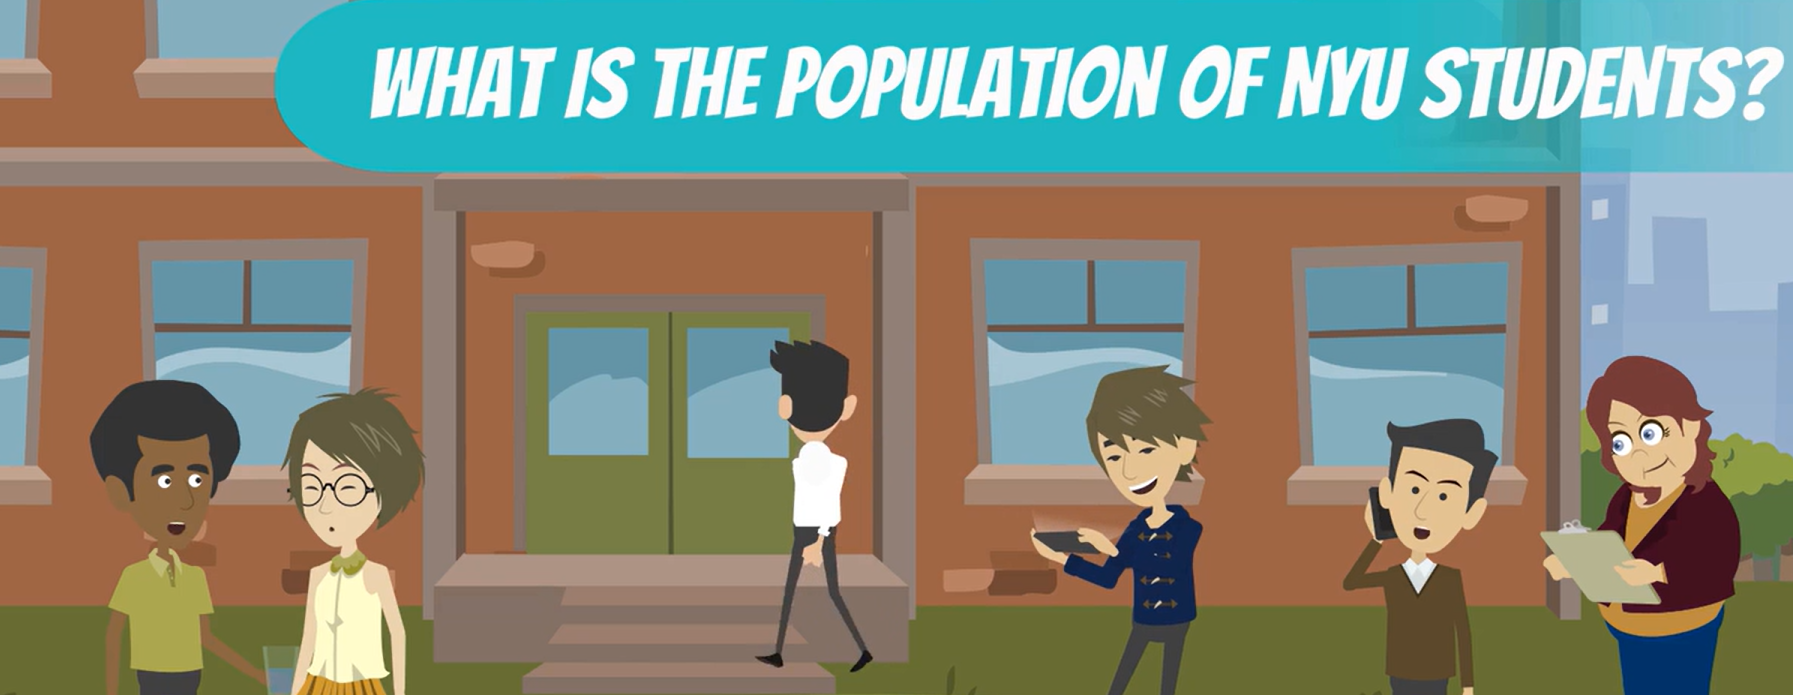 WHAT IS THE POPULATION OF NYU STUDENTS?